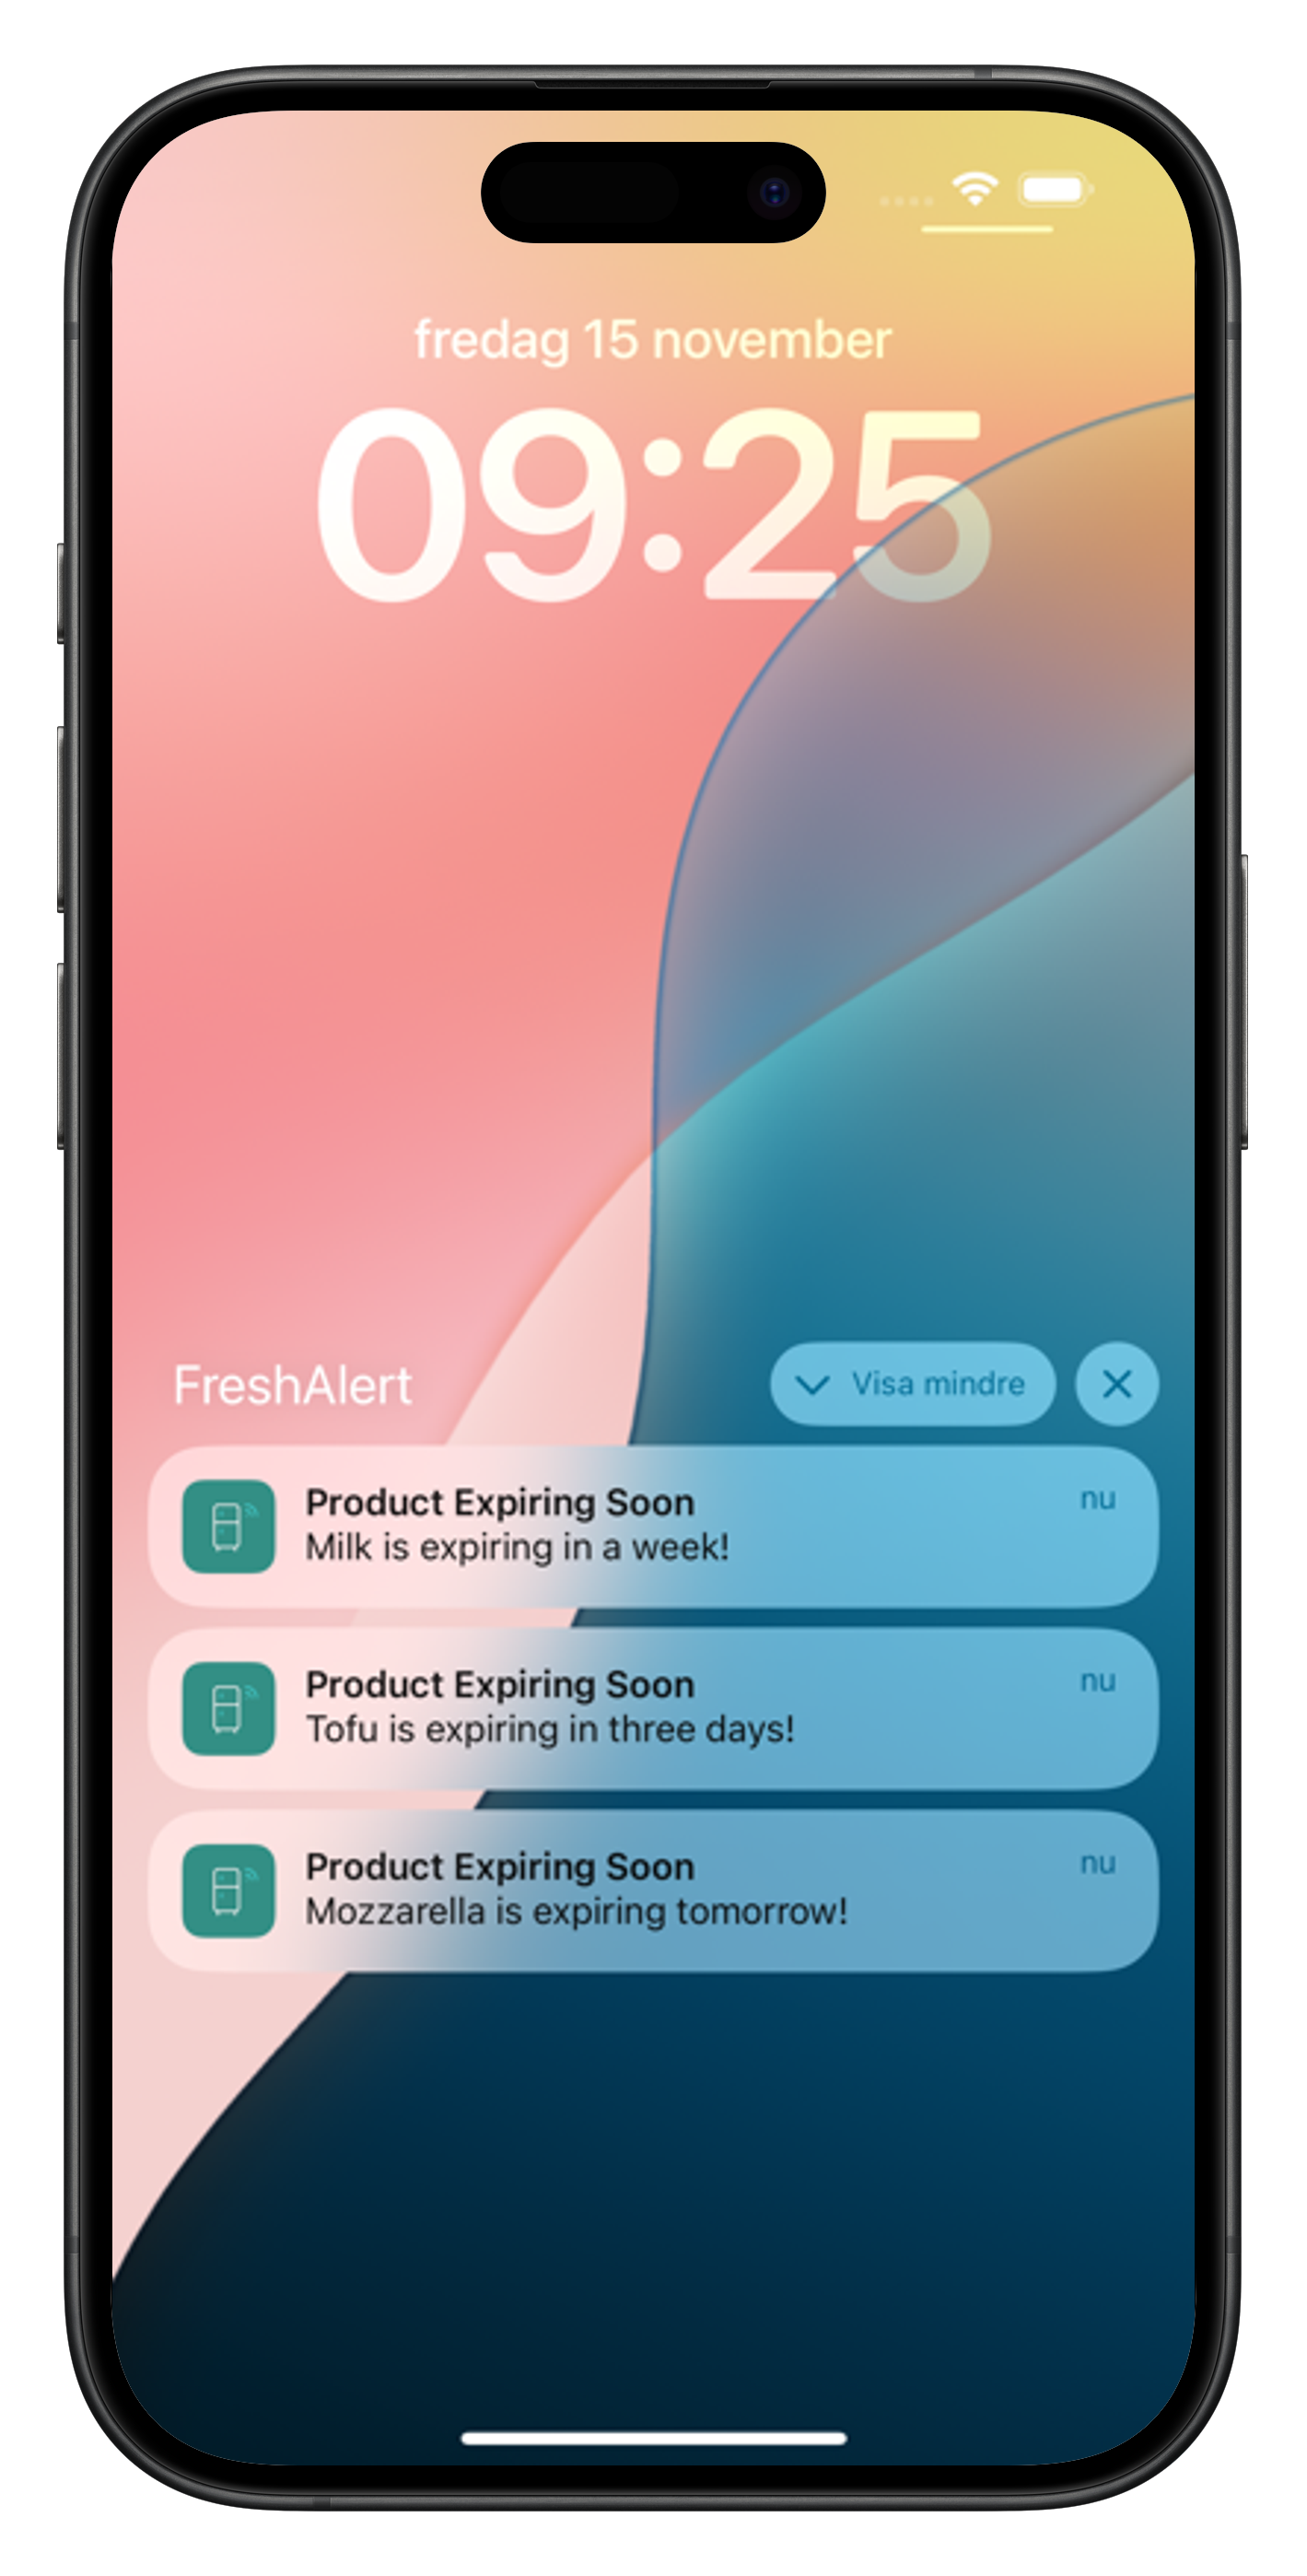 fredag 15 november
09:25
FreshAlert
Visa mindre
Product Expiring Soon
nu
Milk is expiring in a week!
Product Expiring Soon
nu
Tofu is expiring in three days!
Product Expiring Soon
nu
Mozzarella is expiring tomorrow!